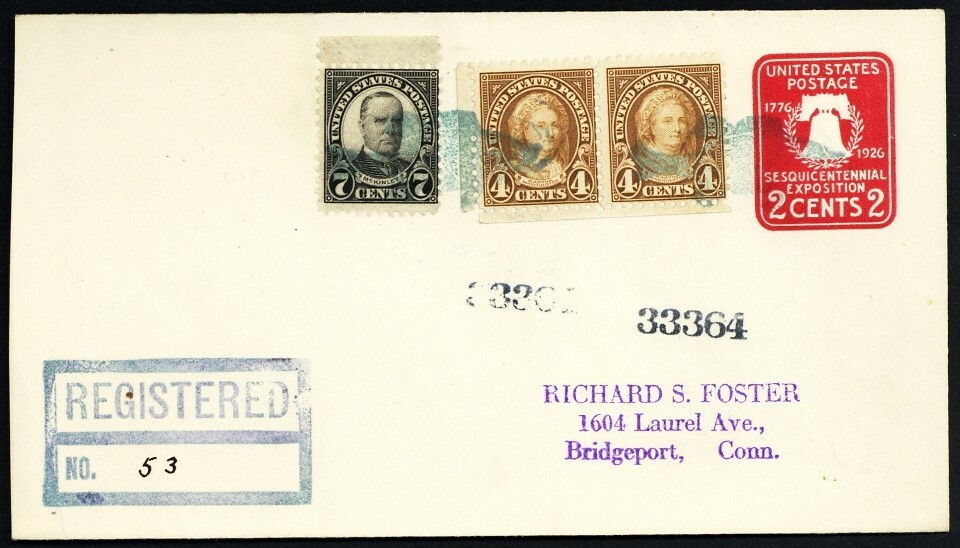 UNITED STATES POSTAGE
McKINLEY
7 CENTS 7
UNITED STATES POSTAGE
4 CENTS 4
UNITED STATES POSTAGE
4 CENTS 4
UNITED STATES
POSTAGE
1776
1926
SESQUICENTENNIAL
EXPOSITION
2 CENTS 2
33364
REGISTERED
NO. 53
RICHARD S. FOSTER
1604 Laurel Ave.,
Bridgeport, Conn.